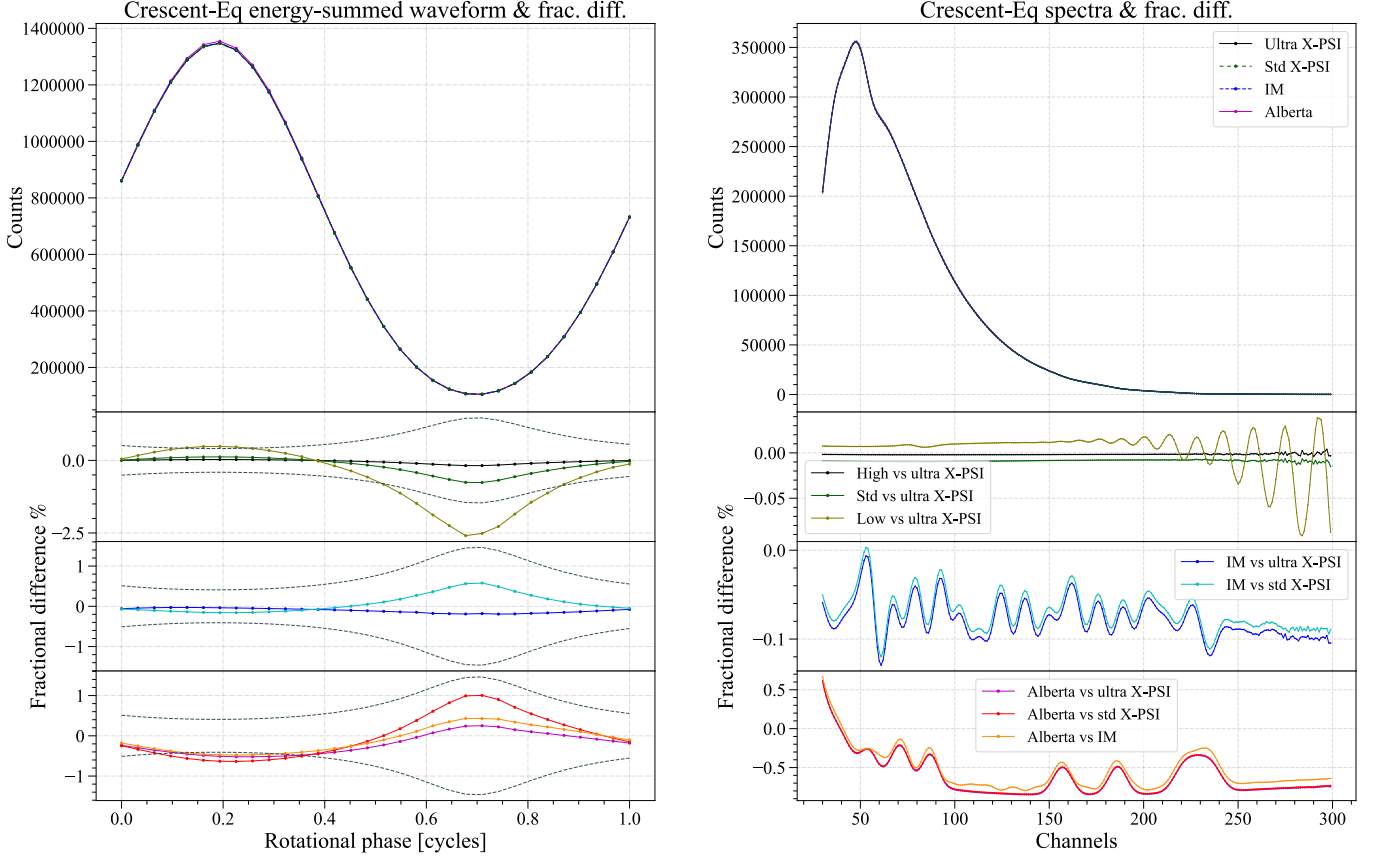 Crescent-Eq energy-summed waveform & frac. diff.
1400000
1200000
1000000
800000
600000
400000
200000
Counts
0.0
−2.5
1
0
−1
1
0
−1
Fractional difference %
0.0
0.2
0.4
0.6
0.8
1.0
Rotational phase [cycles]
Crescent-Eq spectra & frac. diff.
350000
300000
250000
200000
150000
100000
50000
0
Counts
Ultra X-PSI
Std X-PSI
IM
Alberta
0.00
−0.05
High vs ultra X-PSI
Std vs ultra X-PSI
Low vs ultra X-PSI
0.0
−0.1
IM vs ultra X-PSI
IM vs std X-PSI
0.5
0.0
−0.5
Alberta vs ultra X-PSI
Alberta vs std X-PSI
Alberta vs IM
Fractional difference %
50
100
150
200
250
300
Channels